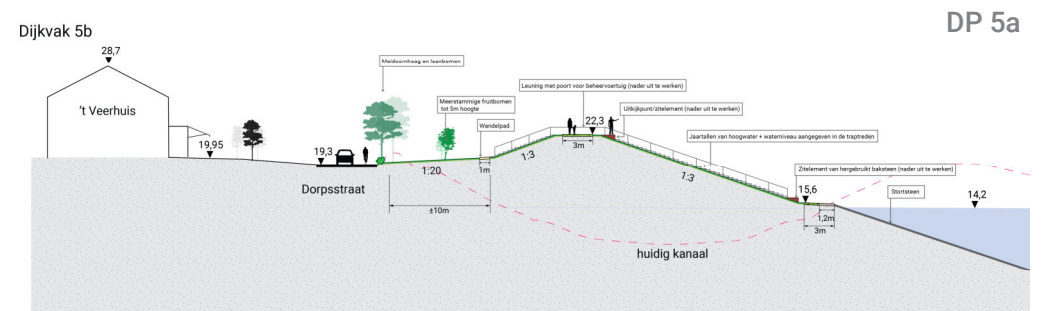 DP 5a
Dijkvak 5b
28,7
't Veerhuis
19,95
Meidoornhaag en laanbomen
Meerstammige fruitbomen
tot 5m hoogte
Wandelpad
Leuning met poort voor beheervoertuig (nader uit te werken)
Uitkijkpunt/zitelement (nader uit te werken)
22,3
3m
Jaartallen van hoogwater + waterniveau aangegeven in de traptreden
19,3
Dorpsstraat
1:20
1m
±10m
1:3
1:3
Zitelement van hergebruikt baksteen (nader uit te werken)
15,6
Stortsteen
14,2
1,2m
3m
huidig kanaal